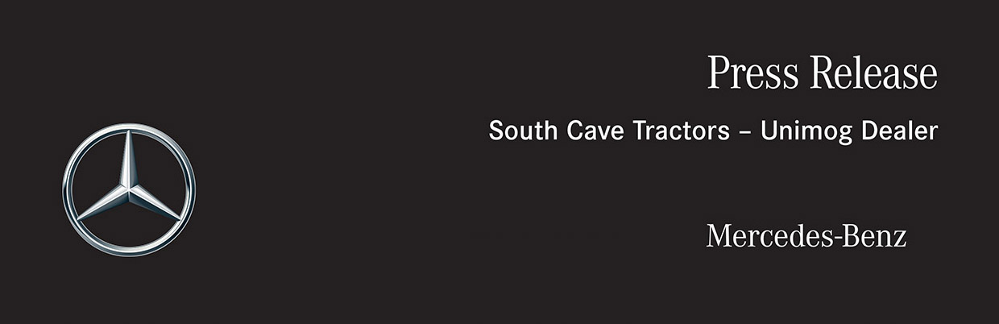 Press Release
South Cave Tractors – Unimog Dealer
Mercedes-Benz